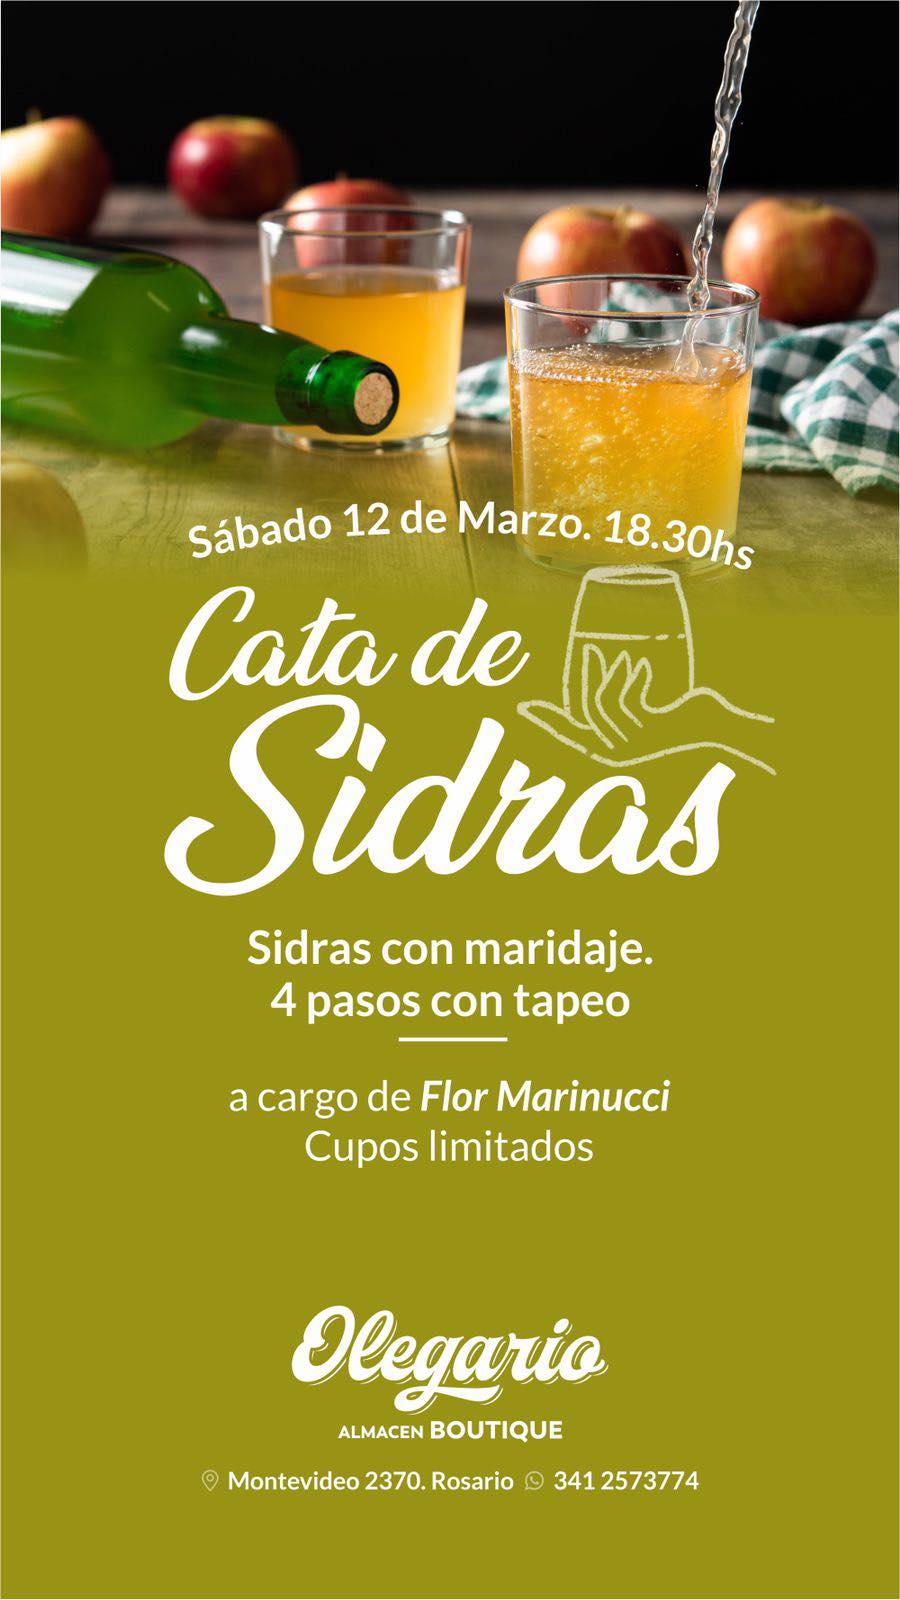 Sábado 12 de Marzo. 18.30hs
Cata de
Sidras
Sidras con maridaje.
4 pasos con tapeo
a cargo de Flor Marinucci
Cupos limitados
Olegario
ALMACEN BOUTIQUE
Montevideo 2370. Rosario 341 2573774